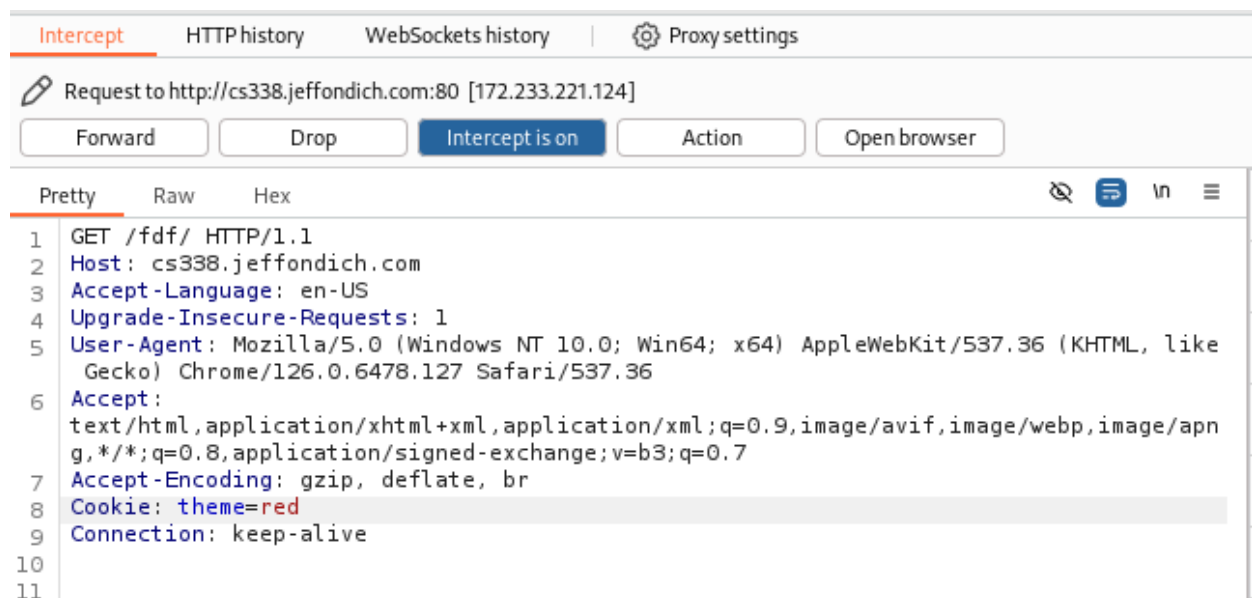 Intercept HTTP history WebSockets history Proxy settings
Request to http://cs338.jeffondich.com:80 [172.233.221.124]
Forward Drop Intercept is on Action Open browser
Pretty Raw Hex \n
1 GET /fdf/ HTTP/1.1
2 Host: cs338.jeffondich.com
3 Accept-Language: en-US
4 Upgrade-Insecure-Requests: 1
5 User-Agent: Mozilla/5.0 (Windows NT 10.0; Win64; x64) AppleWebKit/537.36 (KHTML, like
Gecko) Chrome/126.0.6478.127 Safari/537.36
6 Accept:
text/html,application/xhtml+xml,application/xml;q=0.9,image/avif,image/webp,image/apn
g,*/*;q=0.8,application/signed-exchange;v=b3;q=0.7
7 Accept-Encoding: gzip, deflate, br
8 Cookie: theme=red
9 Connection: keep-alive
10
11